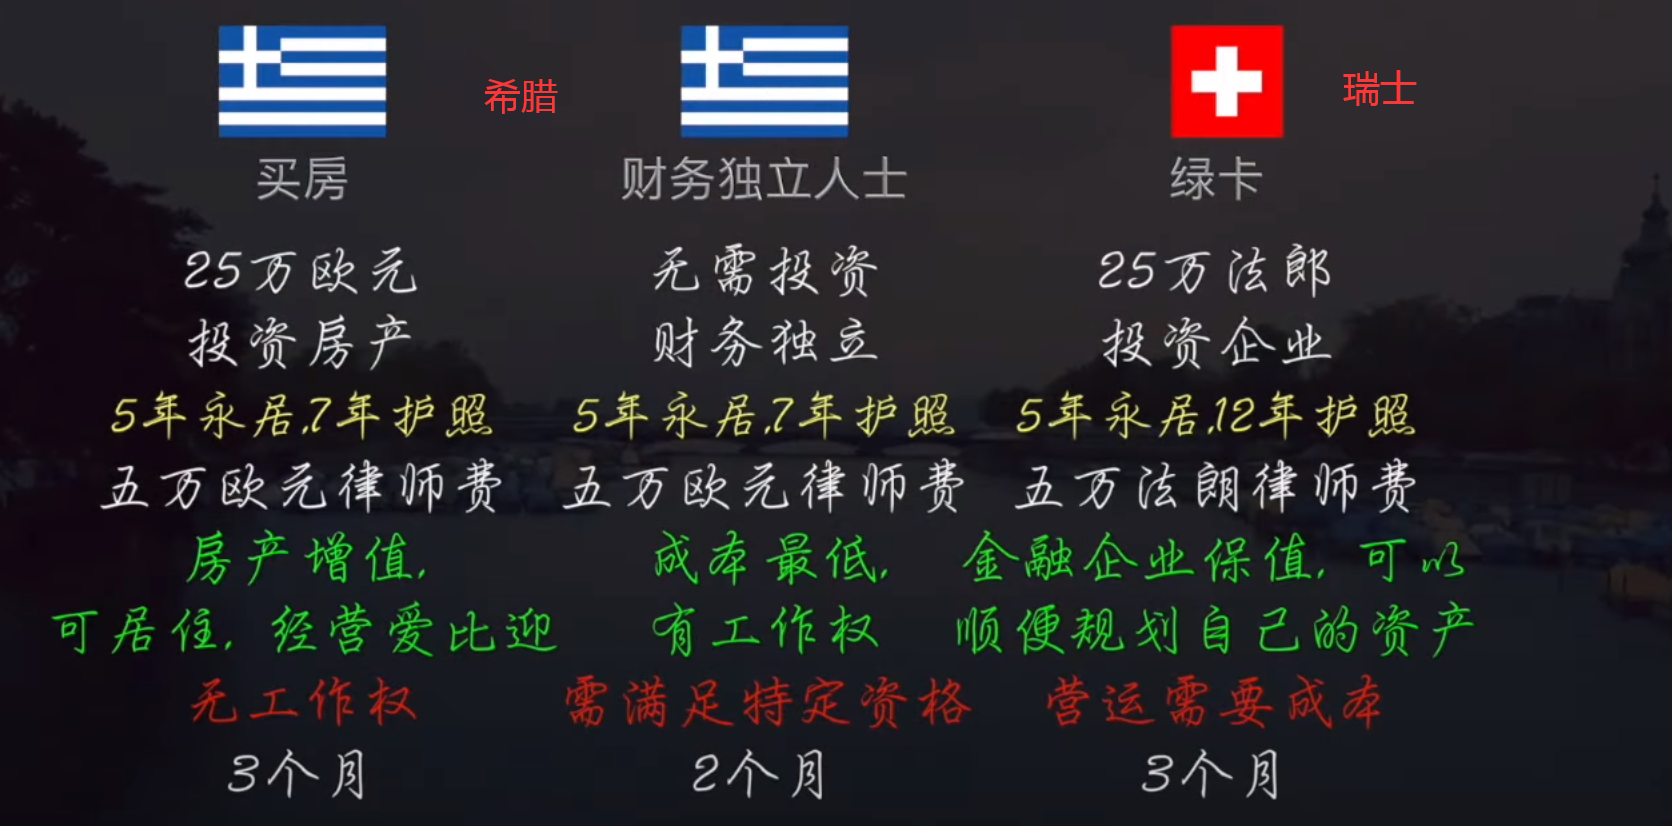 希腊 瑞士
买房 财务独立人士 绿卡
25万欧元 无需投资 25万法郎
投资房产 财务独立 投资企业
5年永居,7年护照 5年永居,7年护照 5年永居,12年护照
五万欧元律师费 五万欧元律师费 五万法朗律师费
房产增值, 成本最低, 金融企业保值, 可以
可居住, 经营爱比迎 有工作权 顺便规划自己的资产
无工作权 需满足特定资格 营运需要成本
3个月 2个月 3个月